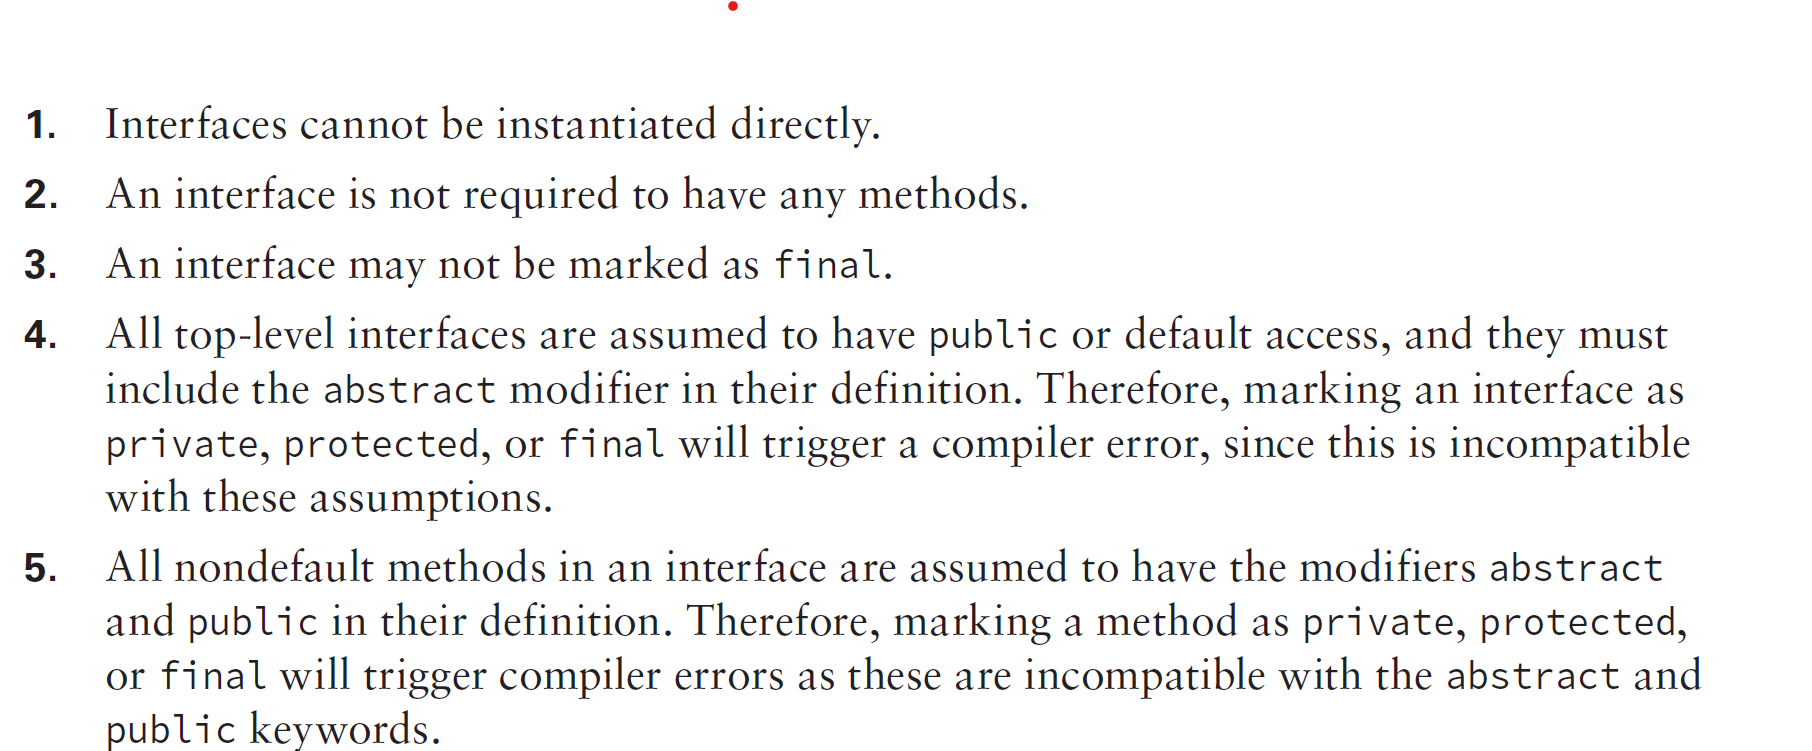 1. Interfaces cannot be instantiated directly.
2. An interface is not required to have any methods.
3. An interface may not be marked as final.
4. All top-level interfaces are assumed to have public or default access, and they must
include the abstract modifier in their definition. Therefore, marking an interface as
private, protected, or final will trigger a compiler error, since this is incompatible
with these assumptions.
5. All nondefault methods in an interface are assumed to have the modifiers abstract
and public in their definition. Therefore, marking a method as private, protected,
or final will trigger compiler errors as these are incompatible with the abstract and
public keywords.